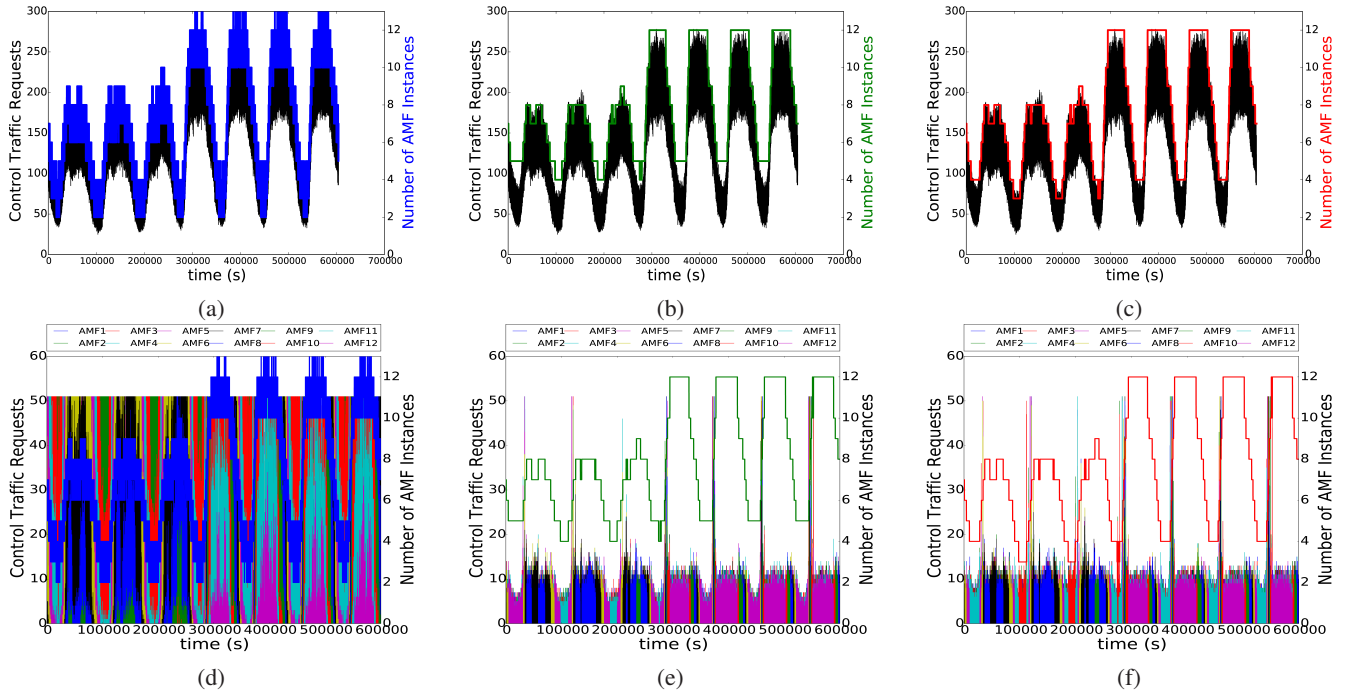 300
250
200
150
100
50
0
12
10
8
6
4
2
0
0 100000 200000 300000 400000 500000 600000 700000
Control Traffic Requests
Number of AMF Instances
time (s)
(a)
300
250
200
150
100
50
0
12
10
8
6
4
2
0
0 100000 200000 300000 400000 500000 600000 700000
Control Traffic Requests
Number of AMF Instances
time (s)
(b)
300
250
200
150
100
50
0
12
10
8
6
4
2
0
0 100000 200000 300000 400000 500000 600000 700000
Control Traffic Requests
Number of AMF Instances
time (s)
(c)
AMF1 AMF3 AMF5 AMF7 AMF9 AMF11
AMF2 AMF4 AMF6 AMF8 AMF10 AMF12
60
50
40
30
20
10
0
12
10
8
6
4
2
0
0 100000 200000 300000 400000 500000 600000
Control Traffic Requests
Number of AMF Instances
time (s)
(d)
AMF1 AMF3 AMF5 AMF7 AMF9 AMF11
AMF2 AMF4 AMF6 AMF8 AMF10 AMF12
60
50
40
30
20
10
0
12
10
8
6
4
2
0
0 100000 200000 300000 400000 500000 600000
Control Traffic Requests
Number of AMF Instances
time (s)
(e)
AMF1 AMF3 AMF5 AMF7 AMF9 AMF11
AMF2 AMF4 AMF6 AMF8 AMF10 AMF12
60
50
40
30
20
10
0
12
10
8
6
4
2
0
0 100000 200000 300000 400000 500000 600000
Control Traffic Requests
Number of AMF Instances
time (s)
(f)